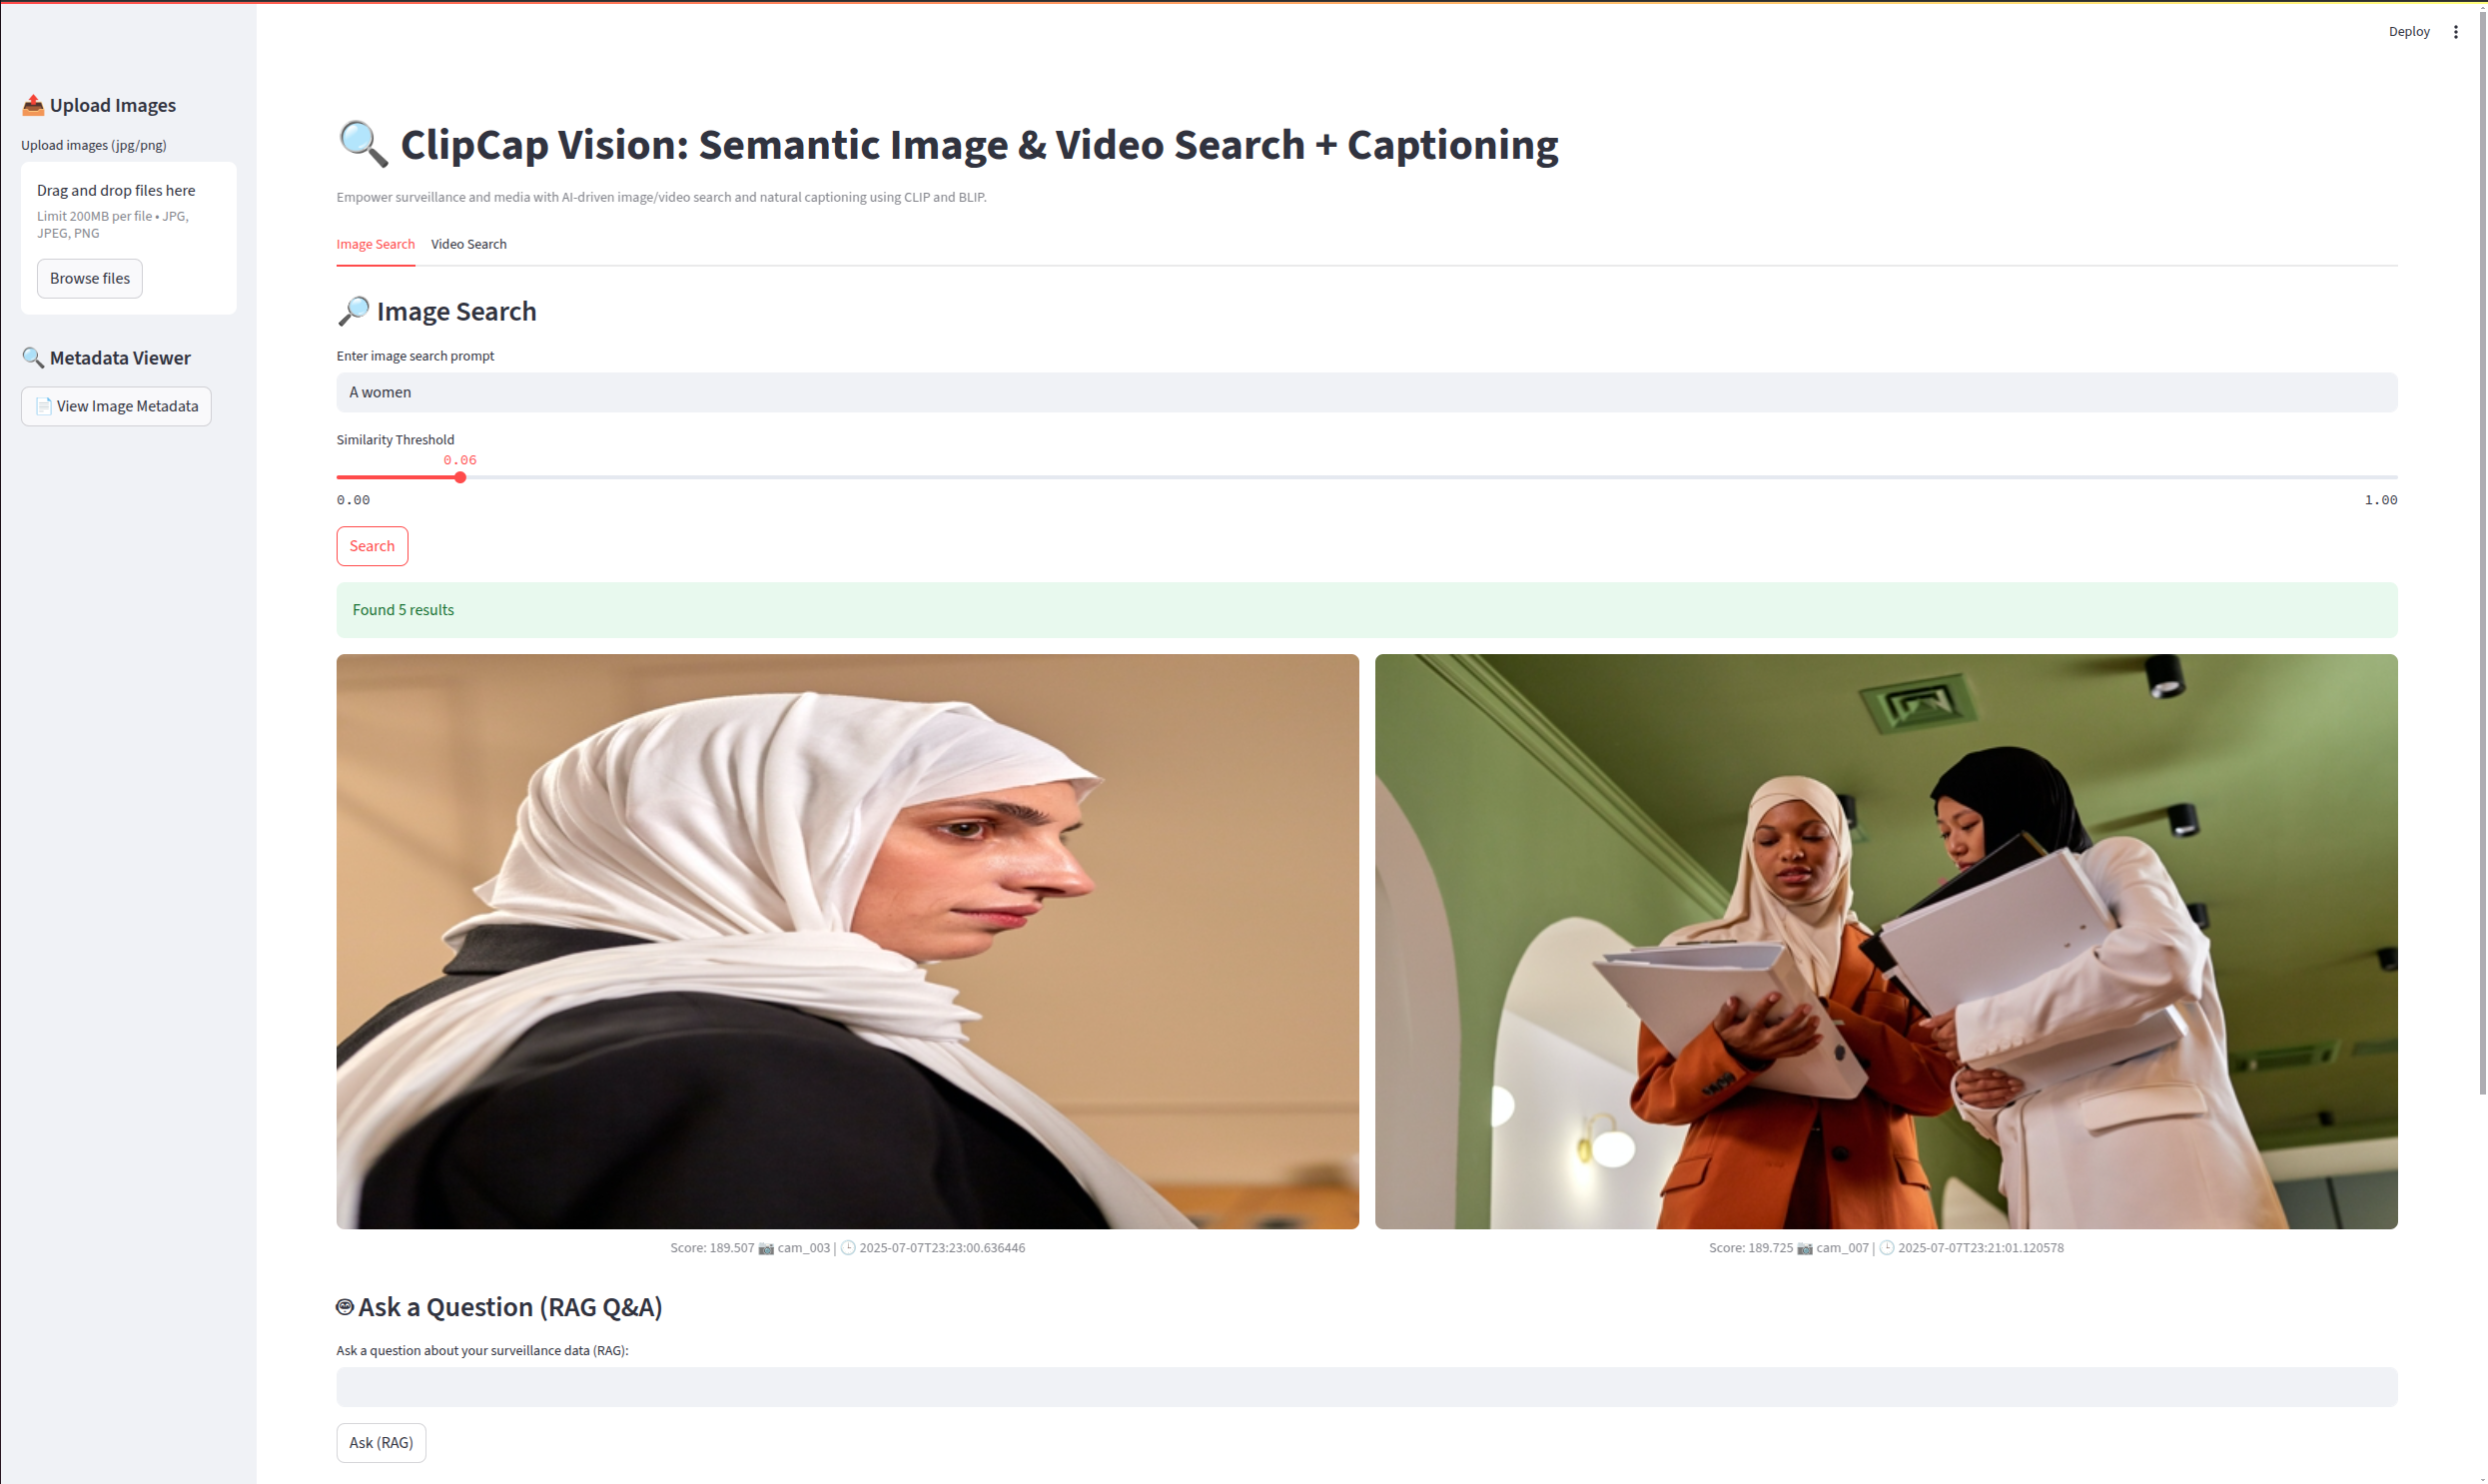 Deploy
📤 Upload Images
Upload images (jpg/png)
Drag and drop files here
Limit 200MB per file • JPG,
JPEG, PNG
Browse files
🔍 Metadata Viewer
📄 View Image Metadata
🔍 ClipCap Vision: Semantic Image & Video Search + Captioning
Empower surveillance and media with AI-driven image/video search and natural captioning using CLIP and BLIP.
Image Search Video Search
🔎 Image Search
Enter image search prompt
A women
Similarity Threshold
0.06
0.00 1.00
Search
Found 5 results
Score: 189.507 📷 cam_003 | 🕒 2025-07-07T23:23:00.636446
Score: 189.725 📷 cam_007 | 🕒 2025-07-07T23:21:01.120578
Ask a Question (RAG Q&A)
Ask a question about your surveillance data (RAG):
Ask (RAG)